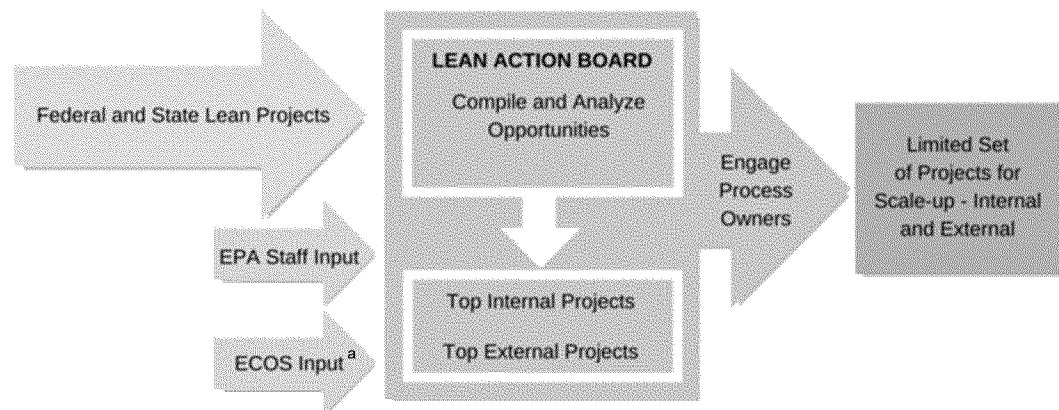 Federal and State Lean Projects
EPA Staff Input
ECOS Input a
LEAN ACTION BOARD
Compile and Analyze
Opportunities
Top Internal Projects
Top External Projects
Engage
Process
Owners
Limited Set
of Projects for
Scale-up - Internal
and External